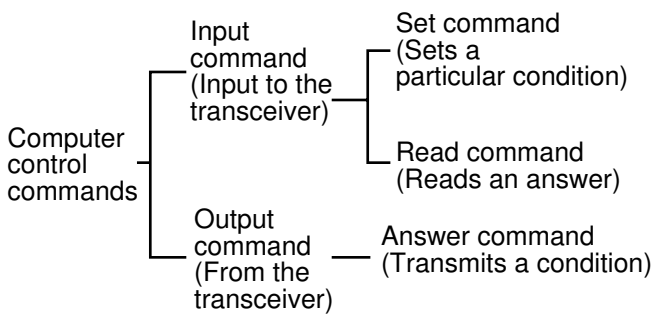 Computer
control
commands
Input
command
(Input to the
transceiver)
Set command
(Sets a
particular condition)
Read command
(Reads an answer)
Output
command
(From the
transceiver)
Answer command
(Transmits a condition)